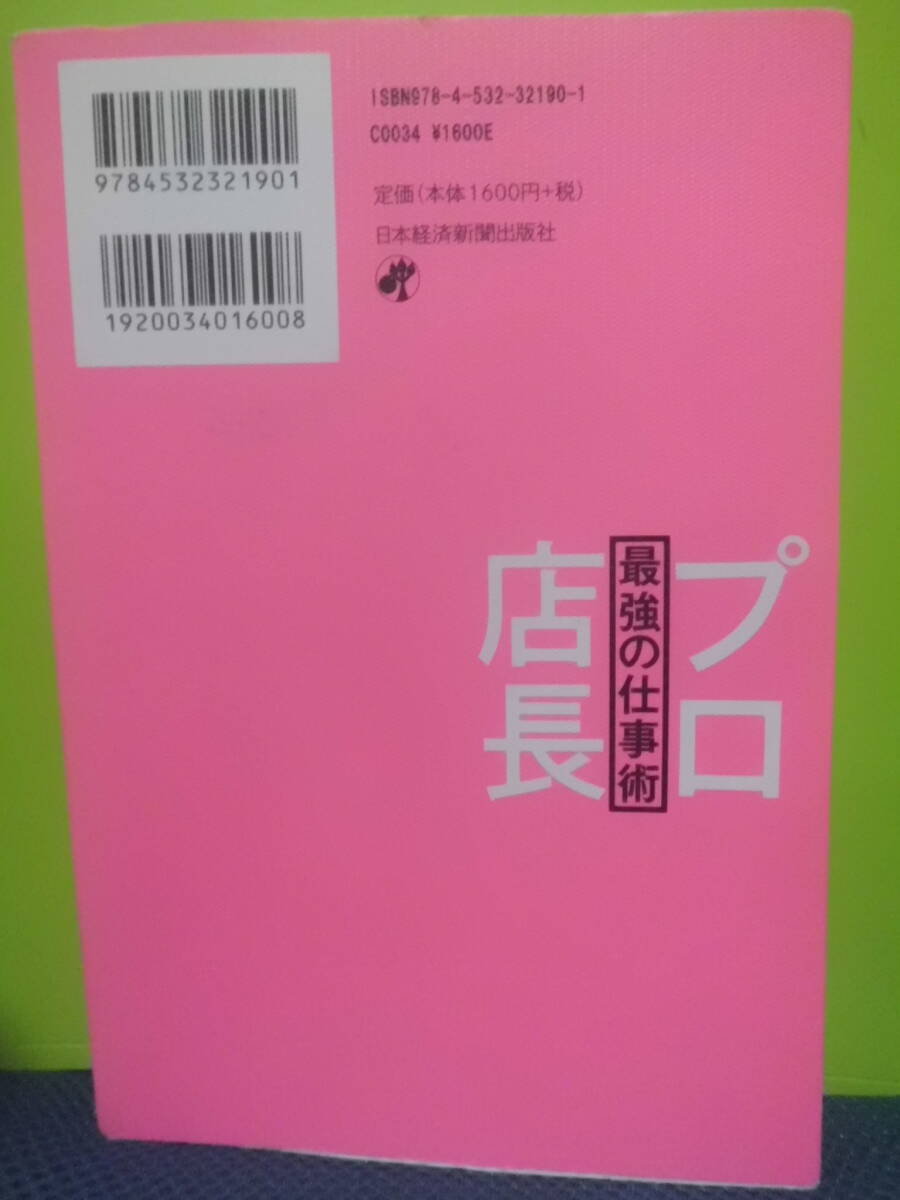 9784532321901
1920034016008
ISBN978-4-532-32190-1
C0034 ¥1600E
定価(本体1600円+税)
日本経済新聞出版社
プロ
最強の仕事術
店長